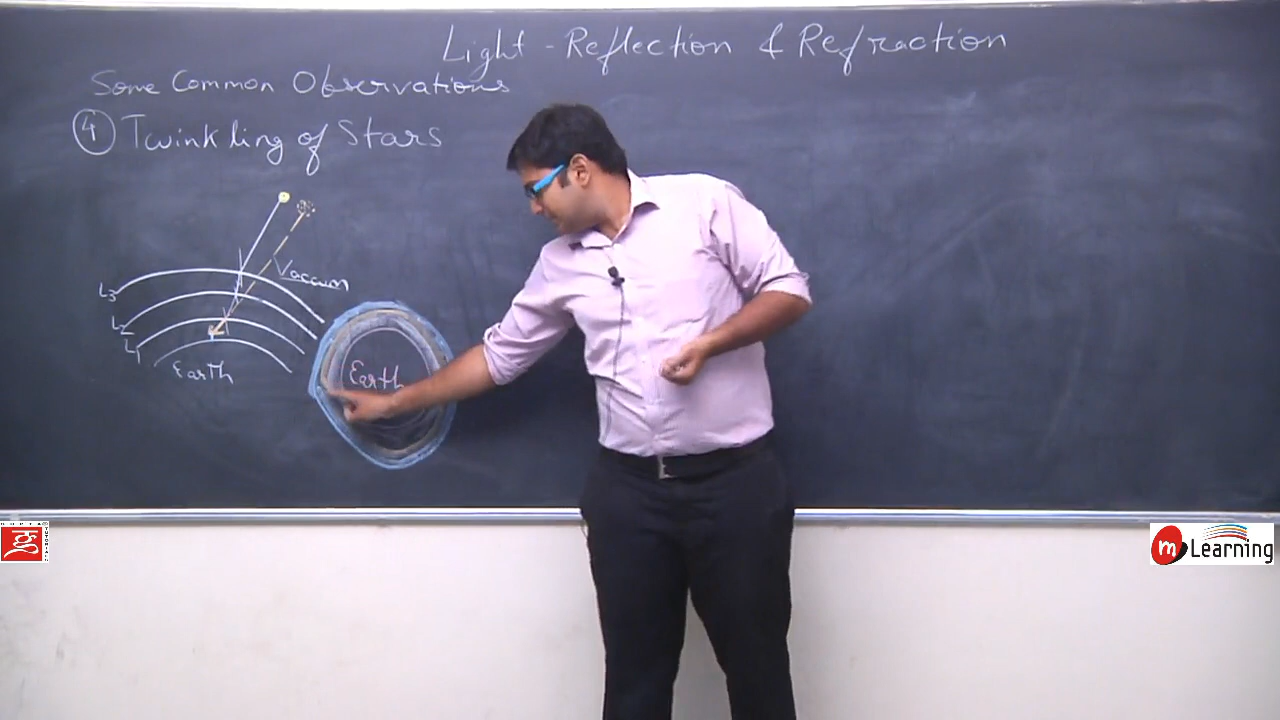 Light - Reflection & Refraction
Some Common Observations
④ Twinkling of Stars
Vaccum
L3
L2
L1
Earth
Earth
m Learning